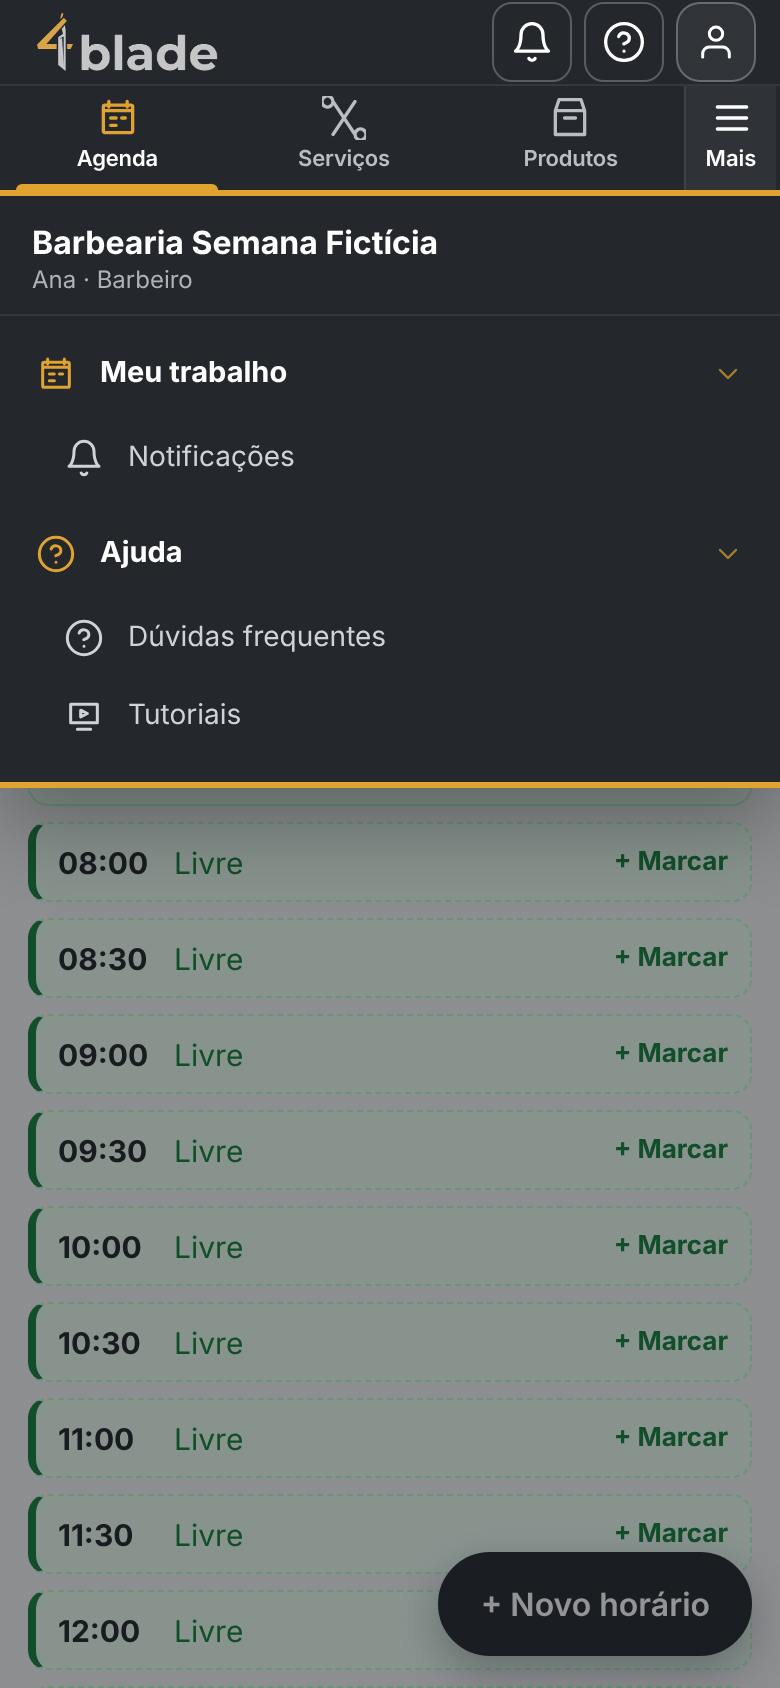 4blade
Agenda
Serviços
Produtos
Mais
Barbearia Semana Fictícia
Ana · Barbeiro
Meu trabalho
Notificações
Ajuda
Dúvidas frequentes
Tutoriais
08:00 Livre + Marcar
08:30 Livre + Marcar
09:00 Livre + Marcar
09:30 Livre + Marcar
10:00 Livre + Marcar
10:30 Livre + Marcar
11:00 Livre + Marcar
11:30 Livre + Marcar
12:00 Livre
+ Novo horário